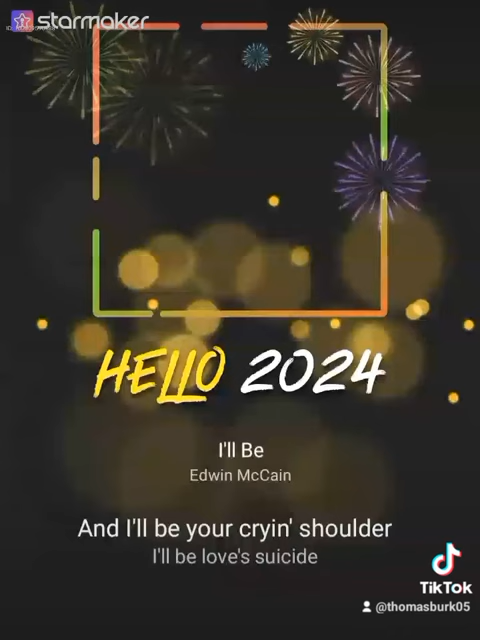 starmaker
HELLO 2024
I'll Be
Edwin McCain
And I'll be your cryin' shoulder
I'll be love's suicide
TikTok
@thomasburk05